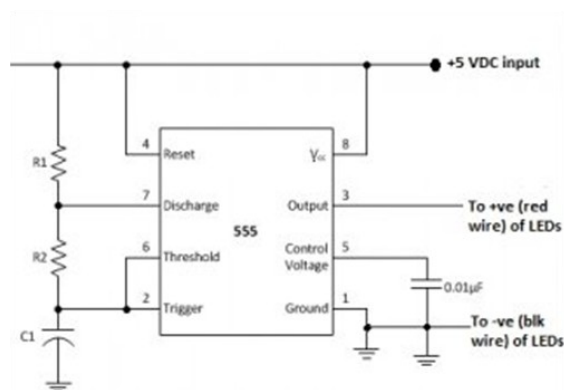 +5 VDC input
4
8
R1
Reset
Vcc
7
3
Discharge
Output
To +ve (red
wire) of LEDs
555
6
5
R2
Threshold
Control
Voltage
0.01µF
2
1
Trigger
Ground
To -ve (blk
wire) of LEDs
C1